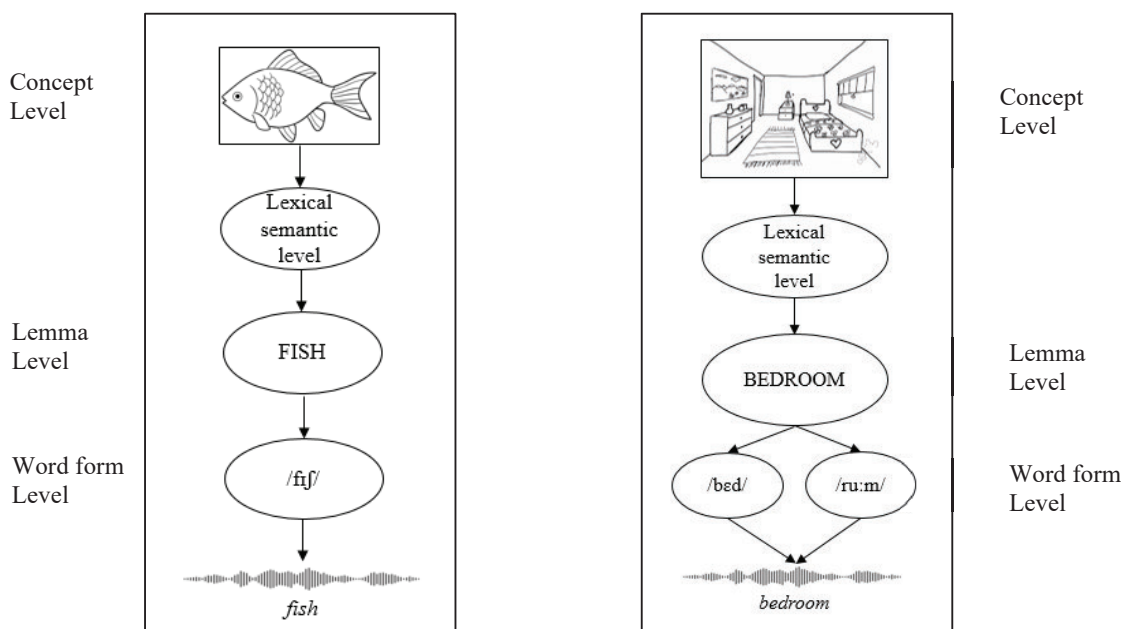 Concept
Level
Lexical
semantic
level
Lemma
Level
FISH
Word form
Level
/fɪʃ/
fish
Concept
Level
Lexical
semantic
level
BEDROOM
Lemma
Level
/bɛd/
/ruːm/
Word form
Level
bedroom